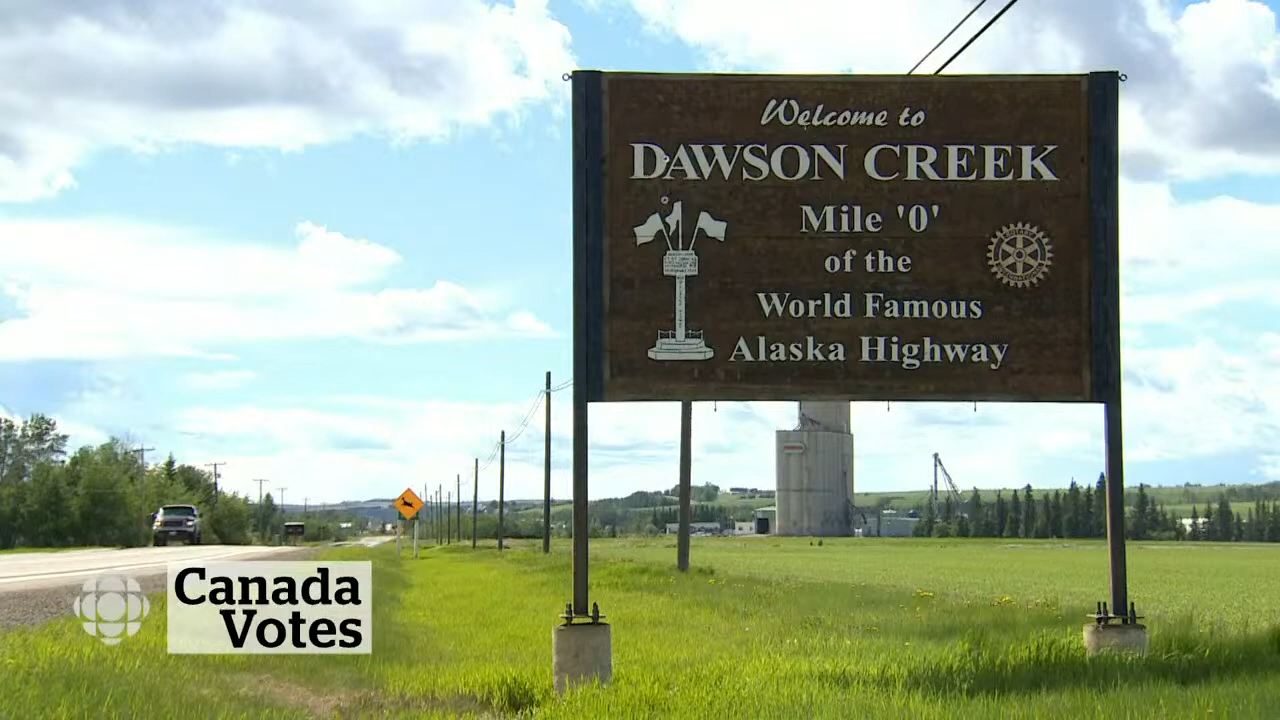 Welcome to
DAWSON CREEK
Mile '0'
of the
World Famous
Alaska Highway
Canada
Votes